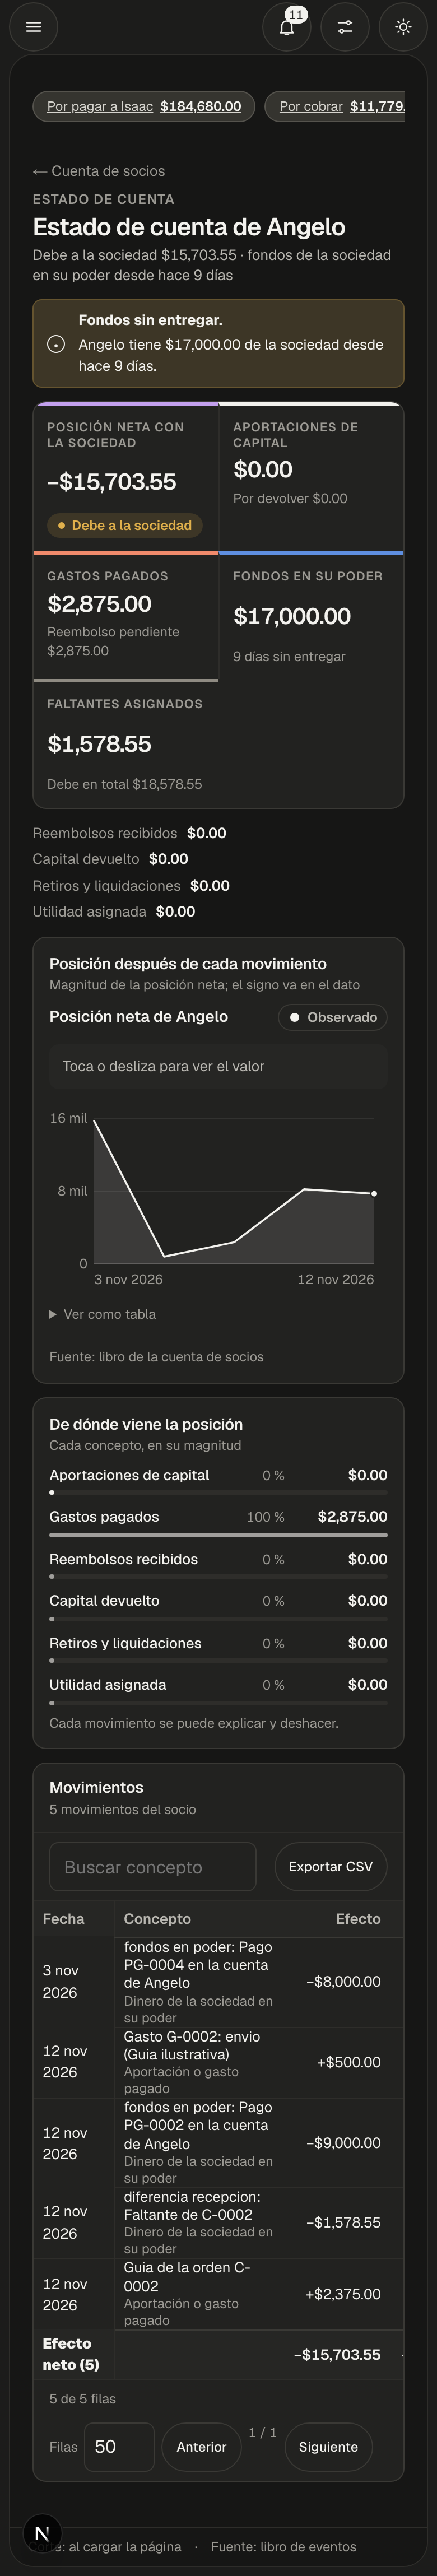 11
Por pagar a Isaac $184,680.00
Por cobrar $11,779.
← Cuenta de socios
ESTADO DE CUENTA
Estado de cuenta de Angelo
Debe a la sociedad $15,703.55 · fondos de la sociedad
en su poder desde hace 9 días
Fondos sin entregar.
Angelo tiene $17,000.00 de la sociedad desde
hace 9 días.
POSICIÓN NETA CON
LA SOCIEDAD
−$15,703.55
Debe a la sociedad
APORTACIONES DE
CAPITAL
$0.00
Por devolver $0.00
GASTOS PAGADOS
$2,875.00
Reembolso pendiente
$2,875.00
FONDOS EN SU PODER
$17,000.00
9 días sin entregar
FALTANTES ASIGNADOS
$1,578.55
Debe en total $18,578.55
Reembolsos recibidos $0.00
Capital devuelto $0.00
Retiros y liquidaciones $0.00
Utilidad asignada $0.00
Posición después de cada movimiento
Magnitud de la posición neta; el signo va en el dato
Posición neta de Angelo
Observado
Toca o desliza para ver el valor
16 mil
8 mil
0
3 nov 2026
12 nov 2026
Ver como tabla
Fuente: libro de la cuenta de socios
De dónde viene la posición
Cada concepto, en su magnitud
Aportaciones de capital 0 % $0.00
Gastos pagados 100 % $2,875.00
Reembolsos recibidos 0 % $0.00
Capital devuelto 0 % $0.00
Retiros y liquidaciones 0 % $0.00
Utilidad asignada 0 % $0.00
Cada movimiento se puede explicar y deshacer.
Movimientos
5 movimientos del socio
Buscar concepto
Exportar CSV
Fecha Concepto Efecto
3 nov
2026
fondos en poder: Pago
PG-0004 en la cuenta
de Angelo
Dinero de la sociedad en
su poder
−$8,000.00
12 nov
2026
Gasto G-0002: envio
(Guia ilustrativa)
Aportación o gasto
pagado
+$500.00
12 nov
2026
fondos en poder: Pago
PG-0002 en la cuenta
de Angelo
Dinero de la sociedad en
su poder
−$9,000.00
12 nov
2026
diferencia recepcion:
Faltante de C-0002
Dinero de la sociedad en
su poder
−$1,578.55
12 nov
2026
Guia de la orden C-
0002
Aportación o gasto
pagado
+$2,375.00
Efecto
neto (5)
−$15,703.55
5 de 5 filas
Filas 50 Anterior 1 / 1 Siguiente
N
al cargar la página · Fuente: libro de eventos